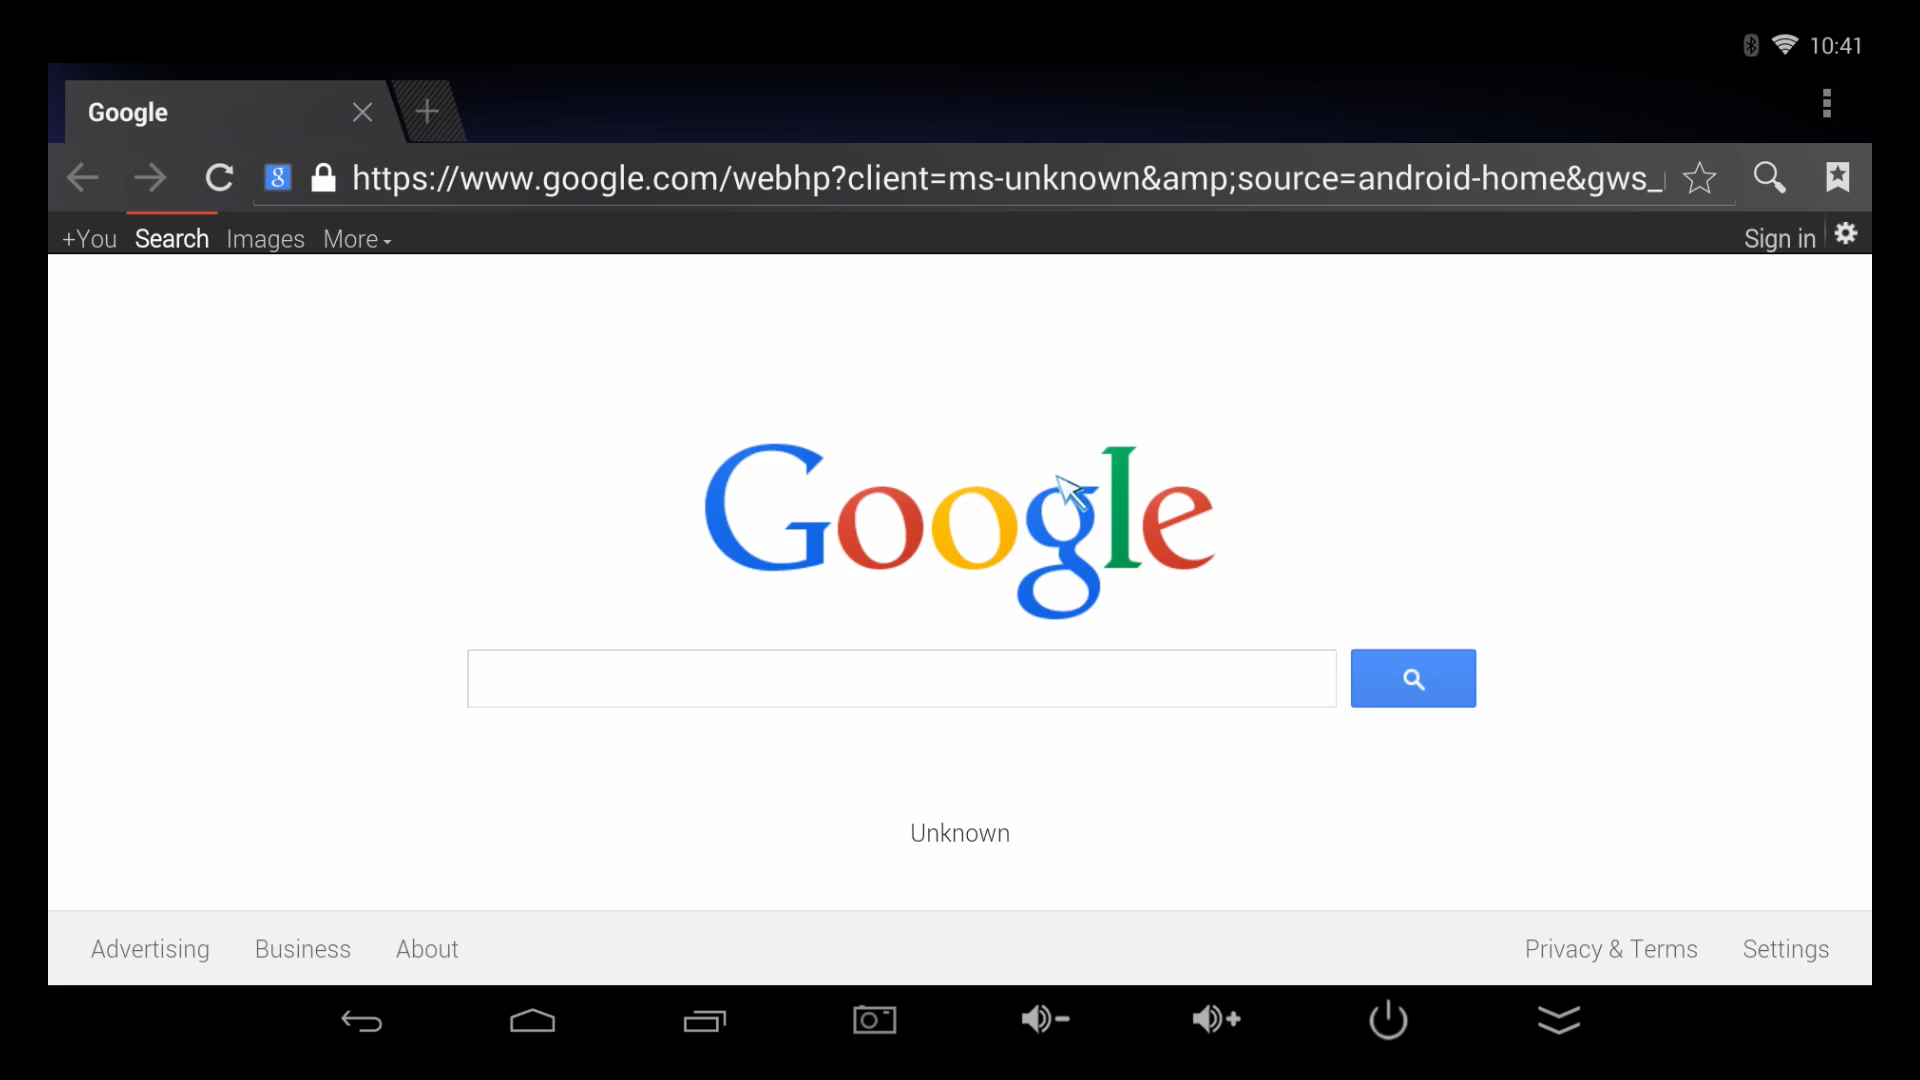 10:41
Google
https://www.google.com/webhp?client=ms-unknown&amp;source=android-home&gws_
+You Search Images More Sign in
Google
Unknown
Advertising Business About Privacy & Terms Settings